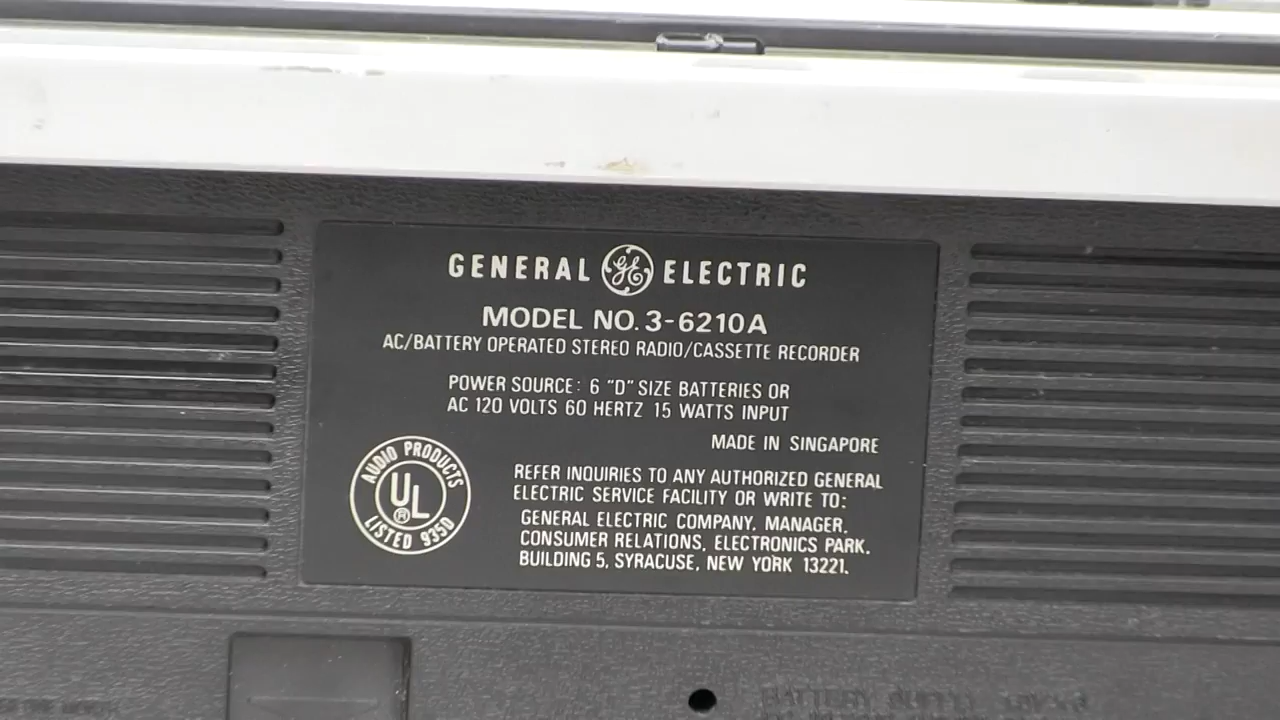 GENERAL GE ELECTRIC
MODEL NO. 3-6210A
AC/BATTERY OPERATED STEREO RADIO/CASSETTE RECORDER
POWER SOURCE: 6 "D" SIZE BATTERIES OR
AC 120 VOLTS 60 HERTZ 15 WATTS INPUT
MADE IN SINGAPORE
AUDIO PRODUCTS
UL ®
LISTED 935D
REFER INQUIRIES TO ANY AUTHORIZED GENERAL
ELECTRIC SERVICE FACILITY OR WRITE TO:
GENERAL ELECTRIC COMPANY, MANAGER,
CONSUMER RELATIONS, ELECTRONICS PARK,
BUILDING 5, SYRACUSE, NEW YORK 13221.
BATTERY SUPPLY